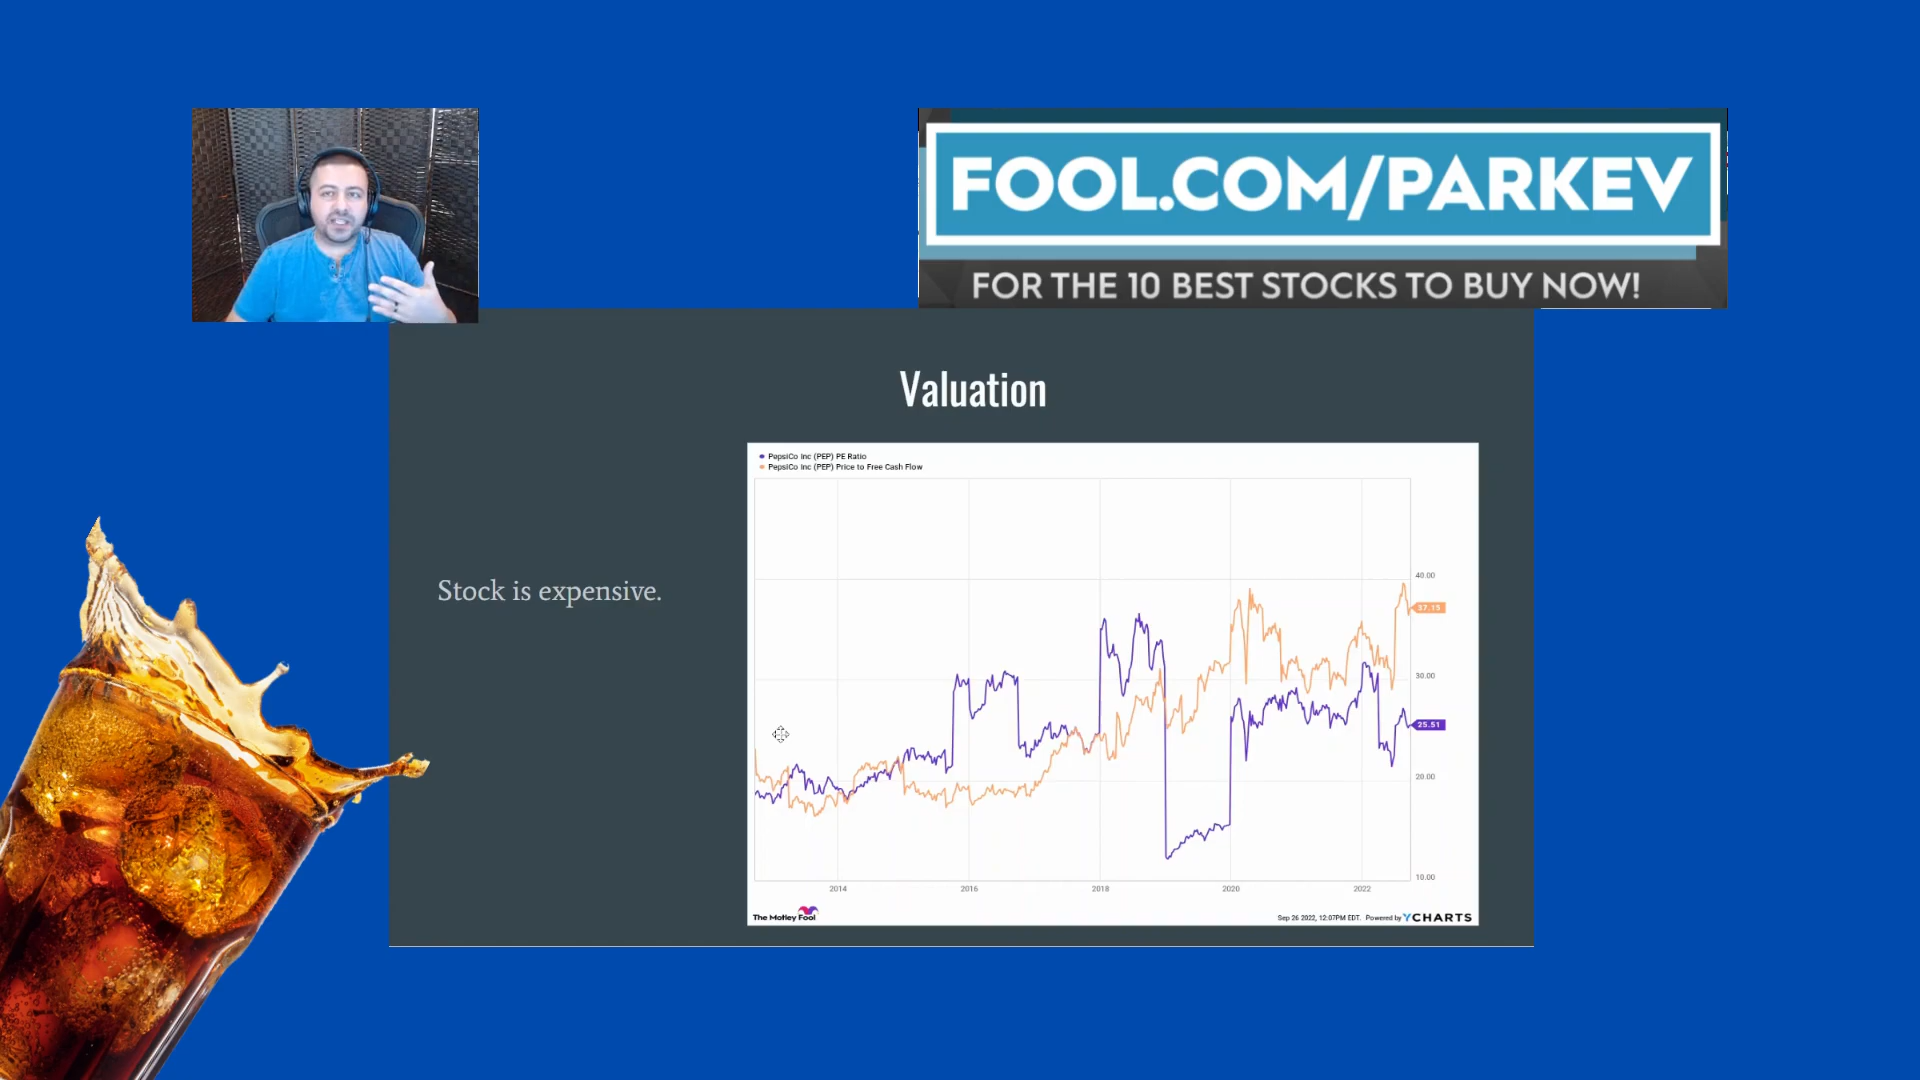 FOOL.COM/PARKEV
FOR THE 10 BEST STOCKS TO BUY NOW!
Valuation
Stock is expensive.
PepsiCo Inc (PEP) PE Ratio
PepsiCo Inc (PEP) Price to Free Cash Flow
40.00
37.15
30.00
25.51
20.00
10.00
2014 2016 2018 2020 2022
The Motley Fool
Sep 26 2022, 12:07PM EDT. Powered by YCHARTS